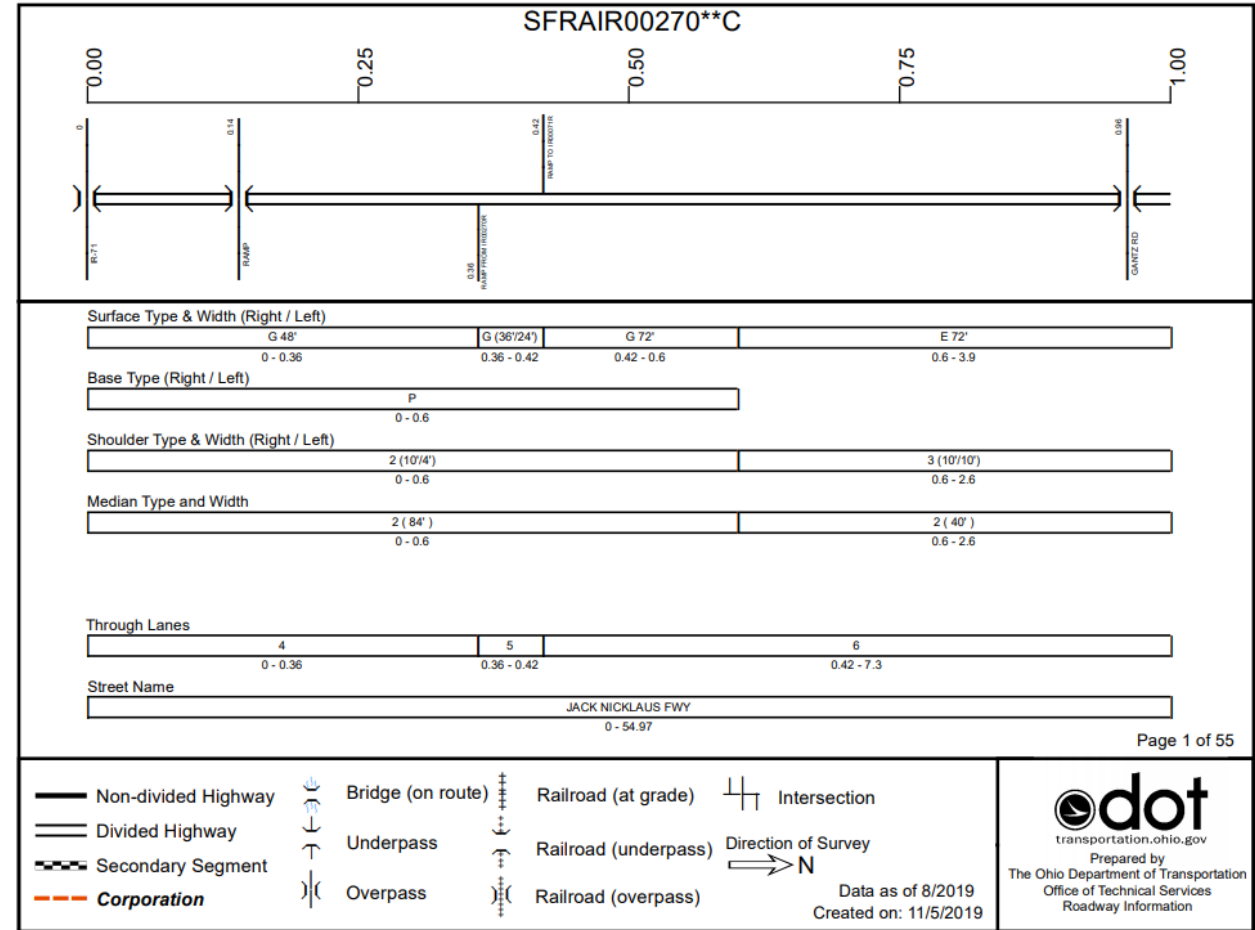 SFRAIR00270**C
0.00
0.25
0.50
0.75
1.00
0
IR-71
0.14
RAMP
0.36
RAMP FROM IR00270R
0.42
RAMP TO IR00071R
0.96
GANTZ RD
Surface Type & Width (Right / Left)
G 48'
G (36'/24')
G 72'
E 72'
0 - 0.36
0.36 - 0.42
0.42 - 0.6
0.6 - 3.9
Base Type (Right / Left)
P
0 - 0.6
Shoulder Type & Width (Right / Left)
2 (10'/4')
3 (10'/10')
0 - 0.6
0.6 - 2.6
Median Type and Width
2 ( 84' )
2 ( 40' )
0 - 0.6
0.6 - 2.6
Through Lanes
4
5
6
0 - 0.36
0.36 - 0.42
0.42 - 7.3
Street Name
JACK NICKLAUS FWY
0 - 54.97
Page 1 of 55
Non-divided Highway
Divided Highway
Secondary Segment
Corporation
Bridge (on route)
Underpass
Overpass
Railroad (at grade)
Railroad (underpass)
Railroad (overpass)
Intersection
Direction of Survey
N
Data as of 8/2019
Created on: 11/5/2019
dot
transportation.ohio.gov
Prepared by
The Ohio Department of Transportation
Office of Technical Services
Roadway Information